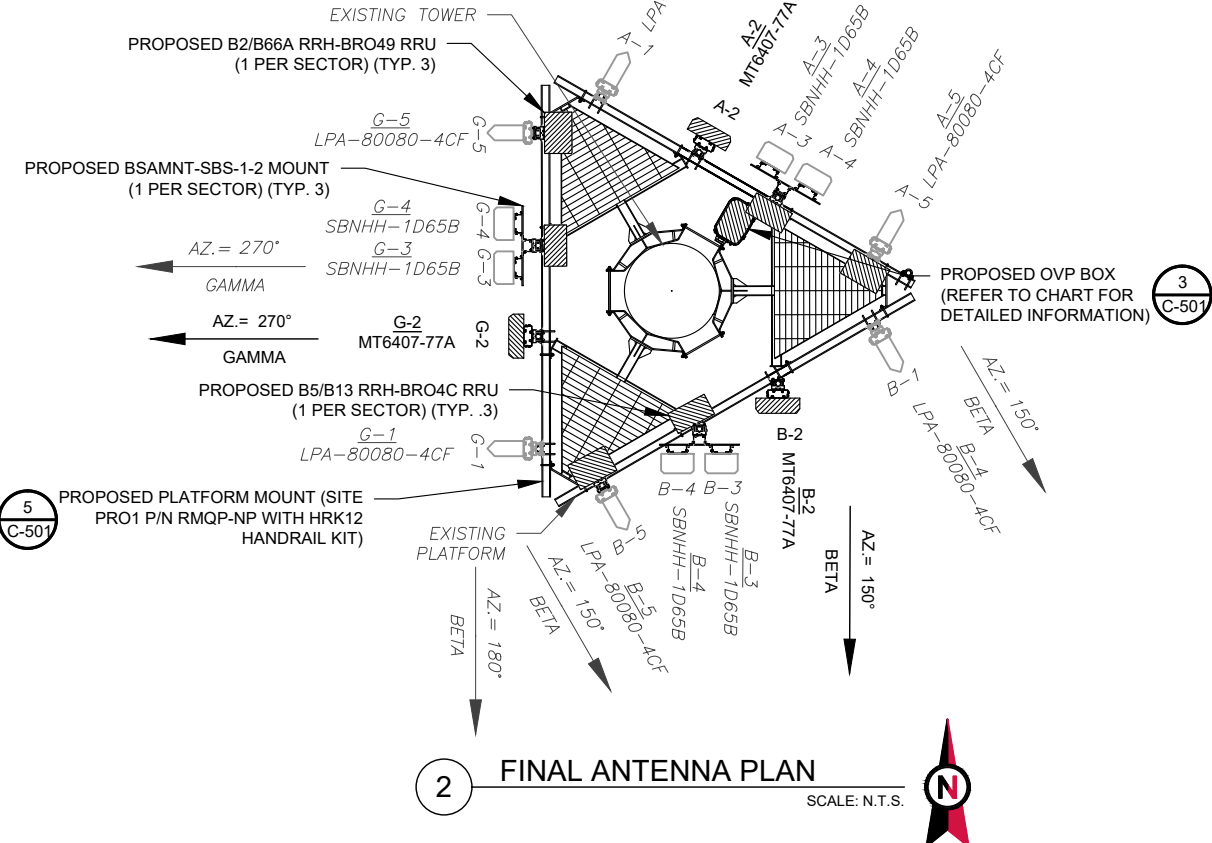 EXISTING TOWER
PROPOSED B2/B66A RRH-BRO49 RRU
(1 PER SECTOR) (TYP. 3)
A-1
LPA
A-2
MT6407-77A
A-2
A-3
SBNHH-1D65B
A-3
A-4
SBNHH-1D65B
A-4
A-5
LPA-80080-4CF
A-5
G-5
LPA-80080-4CF
G-5
PROPOSED BSAMNT-SBS-1-2 MOUNT
(1 PER SECTOR) (TYP. 3)
G-4
SBNHH-1D65B
G-4
G-3
SBNHH-1D65B
G-3
AZ.= 270°
GAMMA
AZ.= 270°
GAMMA
G-2
MT6407-77A
G-2
PROPOSED OVP BOX
(REFER TO CHART FOR
DETAILED INFORMATION)
3
C-501
PROPOSED B5/B13 RRH-BRO4C RRU
(1 PER SECTOR) (TYP. .3)
G-1
LPA-80080-4CF
G-1
5
C-501
PROPOSED PLATFORM MOUNT (SITE
PRO1 P/N RMQP-NP WITH HRK12
HANDRAIL KIT)
EXISTING
PLATFORM
B-1
B-4
LPA-80080-4CF
AZ.= 150°
BETA
B-2
B-2
MT6407-77A
B-4
B-3
B-4
SBNHH-1D65B
B-3
SBNHH-1D65B
B-5
B-5
LPA-80080-4CF
AZ.= 150°
BETA
AZ.= 180°
BETA
AZ.= 150°
BETA
2
FINAL ANTENNA PLAN
SCALE: N.T.S.
N